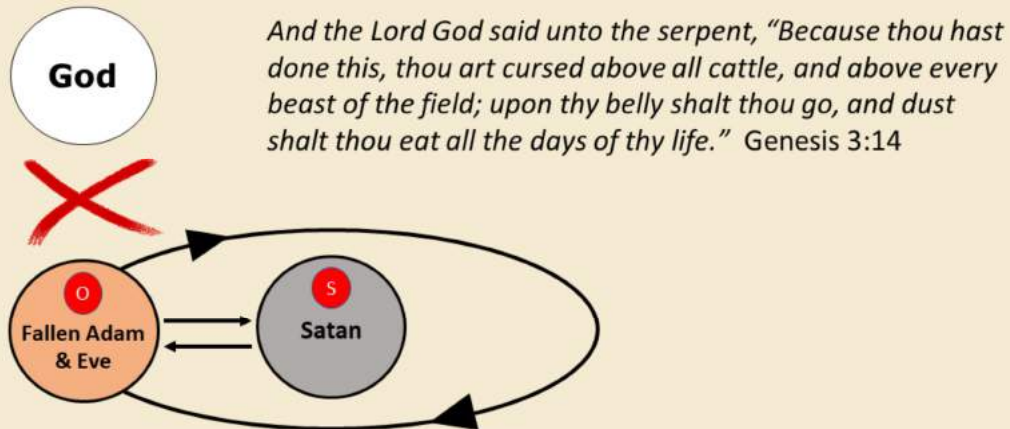 God
And the Lord God said unto the serpent, “Because thou hast
done this, thou art cursed above all cattle, and above every
beast of the field; upon thy belly shalt thou go, and dust
shalt thou eat all the days of thy life.” Genesis 3:14
O
Fallen Adam
& Eve
S
Satan